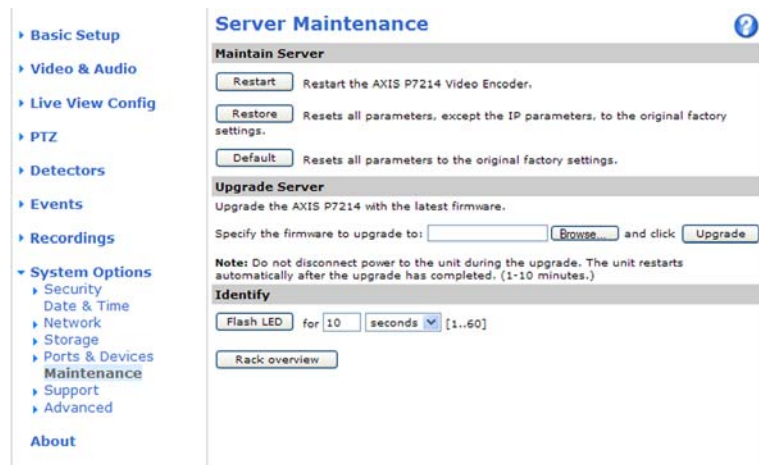 Basic Setup
Video & Audio
Live View Config
PTZ
Detectors
Events
Recordings
System Options
Security
Date & Time
Network
Storage
Ports & Devices
Maintenance
Support
Advanced
About
Server Maintenance
?
Maintain Server
Restart Restart the AXIS P7214 Video Encoder.
Restore Resets all parameters, except the IP parameters, to the original factory
settings.
Default Resets all parameters to the original factory settings.
Upgrade Server
Upgrade the AXIS P7214 with the latest firmware.
Specify the firmware to upgrade to: Browse... and click Upgrade
Note: Do not disconnect power to the unit during the upgrade. The unit restarts
automatically after the upgrade has completed. (1-10 minutes.)
Identify
Flash LED for 10 seconds [1..60]
Rack overview